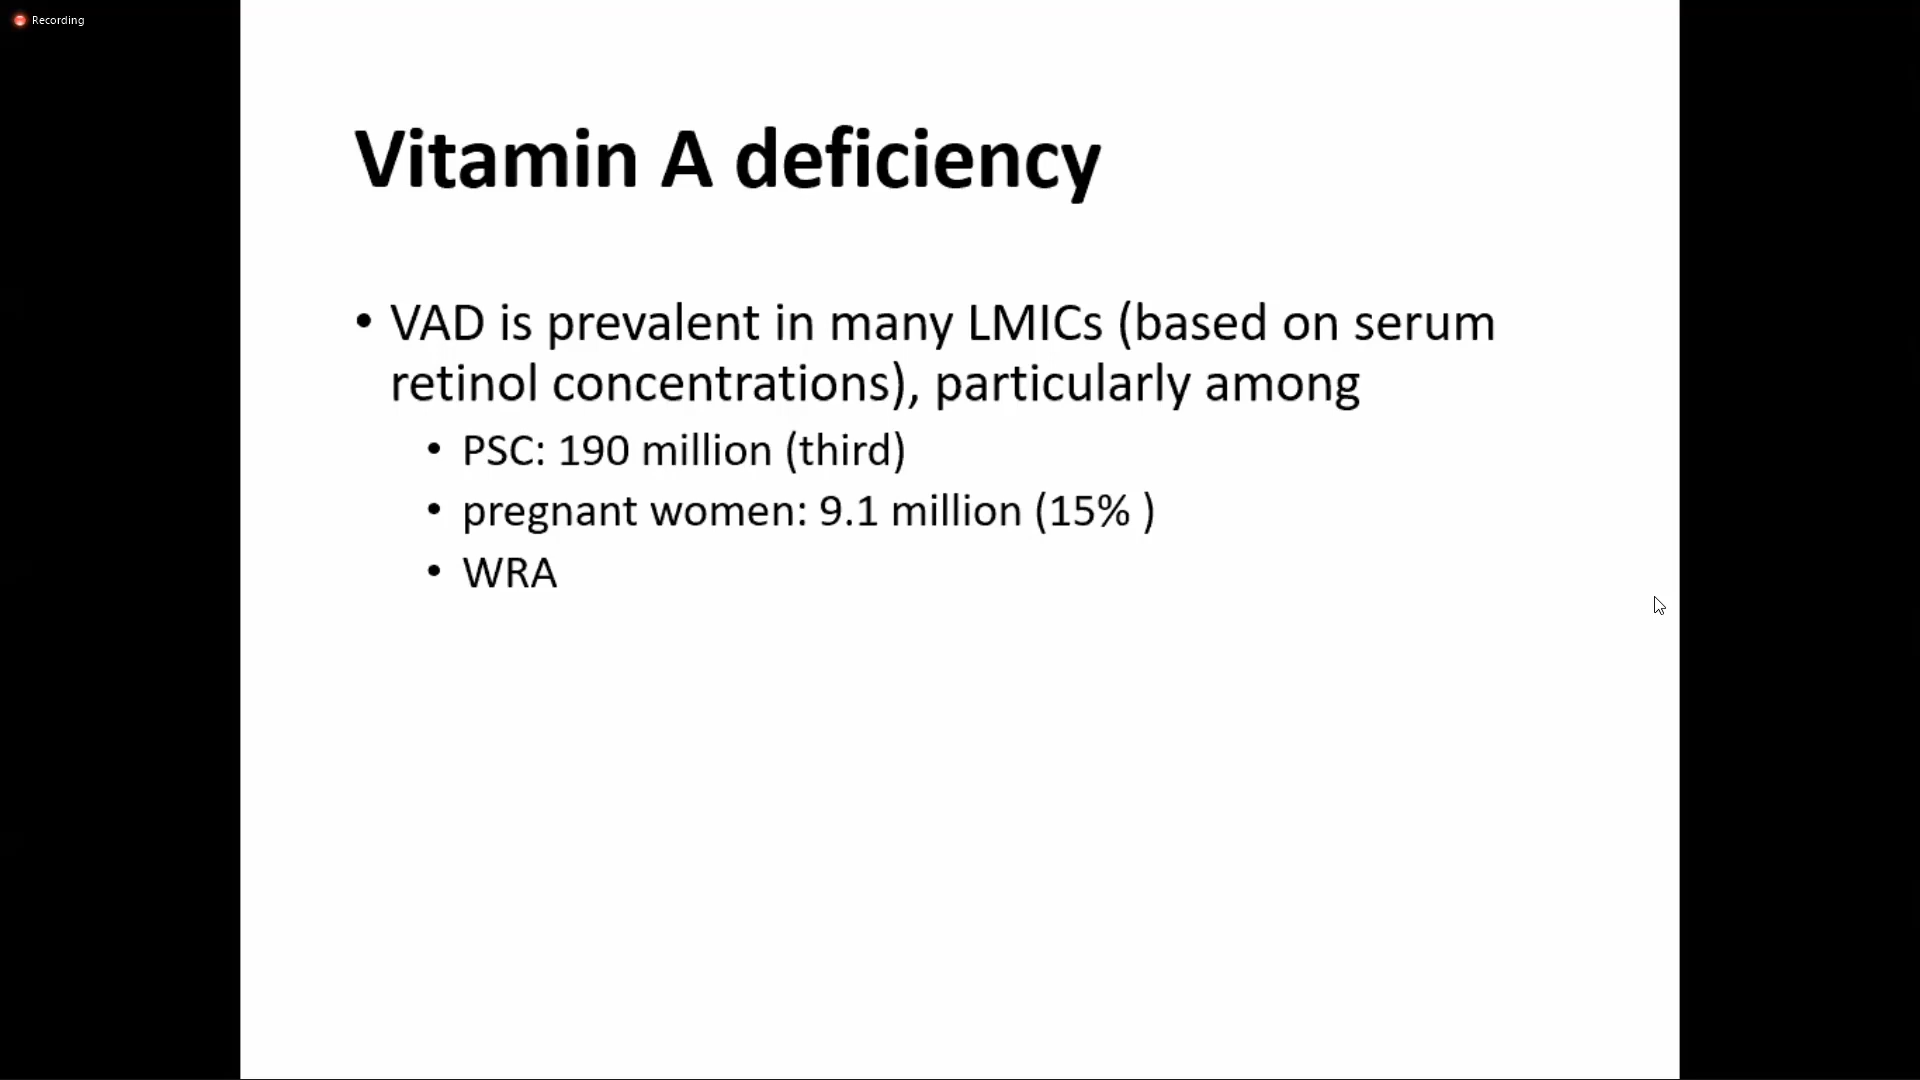 Recording
Vitamin A deficiency
• VAD is prevalent in many LMICs (based on serum
retinol concentrations), particularly among
• PSC: 190 million (third)
• pregnant women: 9.1 million (15% )
• WRA